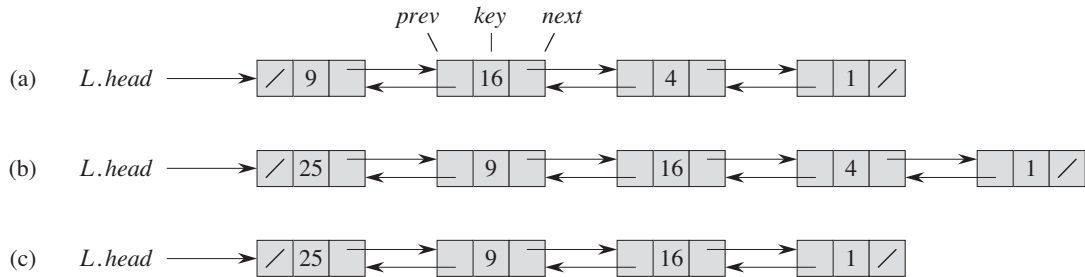 prev key next
(a) L.head / 9 16 4 1 /
(b) L.head / 25 9 16 4 1 /
(c) L.head / 25 9 16 1 /